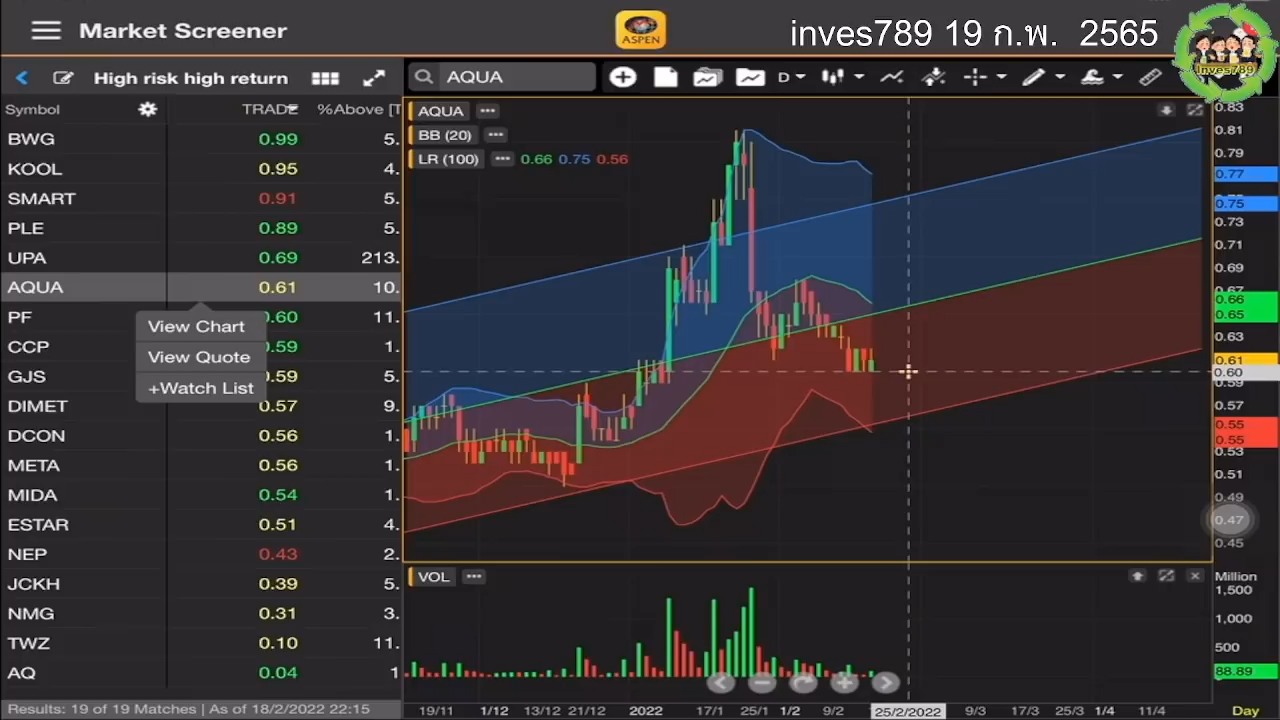 Market Screener
ASPEN
inves789 19 ก.พ. 2565
Inves789
High risk high return
AQUA
D
Symbol TRADE %Above [T
BWG 0.99 5.
KOOL 0.95 4.
SMART 0.91 5.
PLE 0.89 5.
UPA 0.69 213.
AQUA 0.61 10.
PF 0.60 11.
CCP 0.59 1.
GJS 0.59 5.
DIMET 0.57 9.
DCON 0.56 1.
META 0.56 1.
MIDA 0.54 1.
ESTAR 0.51 4.
NEP 0.43 2.
JCKH 0.39 5.
NMG 0.31 3.
TWZ 0.10 11.
AQ 0.04 1
View Chart
View Quote
+Watch List
Results: 19 of 19 Matches | As of 18/2/2022 22:15
AQUA
BB (20)
LR (100) 0.66 0.75 0.56
0.83
0.81
0.79
0.77
0.75
0.73
0.71
0.69
0.67
0.66
0.65
0.63
0.61
0.60
0.59
0.57
0.55
0.55
0.53
0.51
0.49
0.47
0.45
VOL
Million
1,500
1,000
500
88.89
19/11 1/12 13/12 21/12 2022 17/1 25/1 1/2 9/2 25/2/2022 9/3 17/3 25/3 1/4 11/4 Day